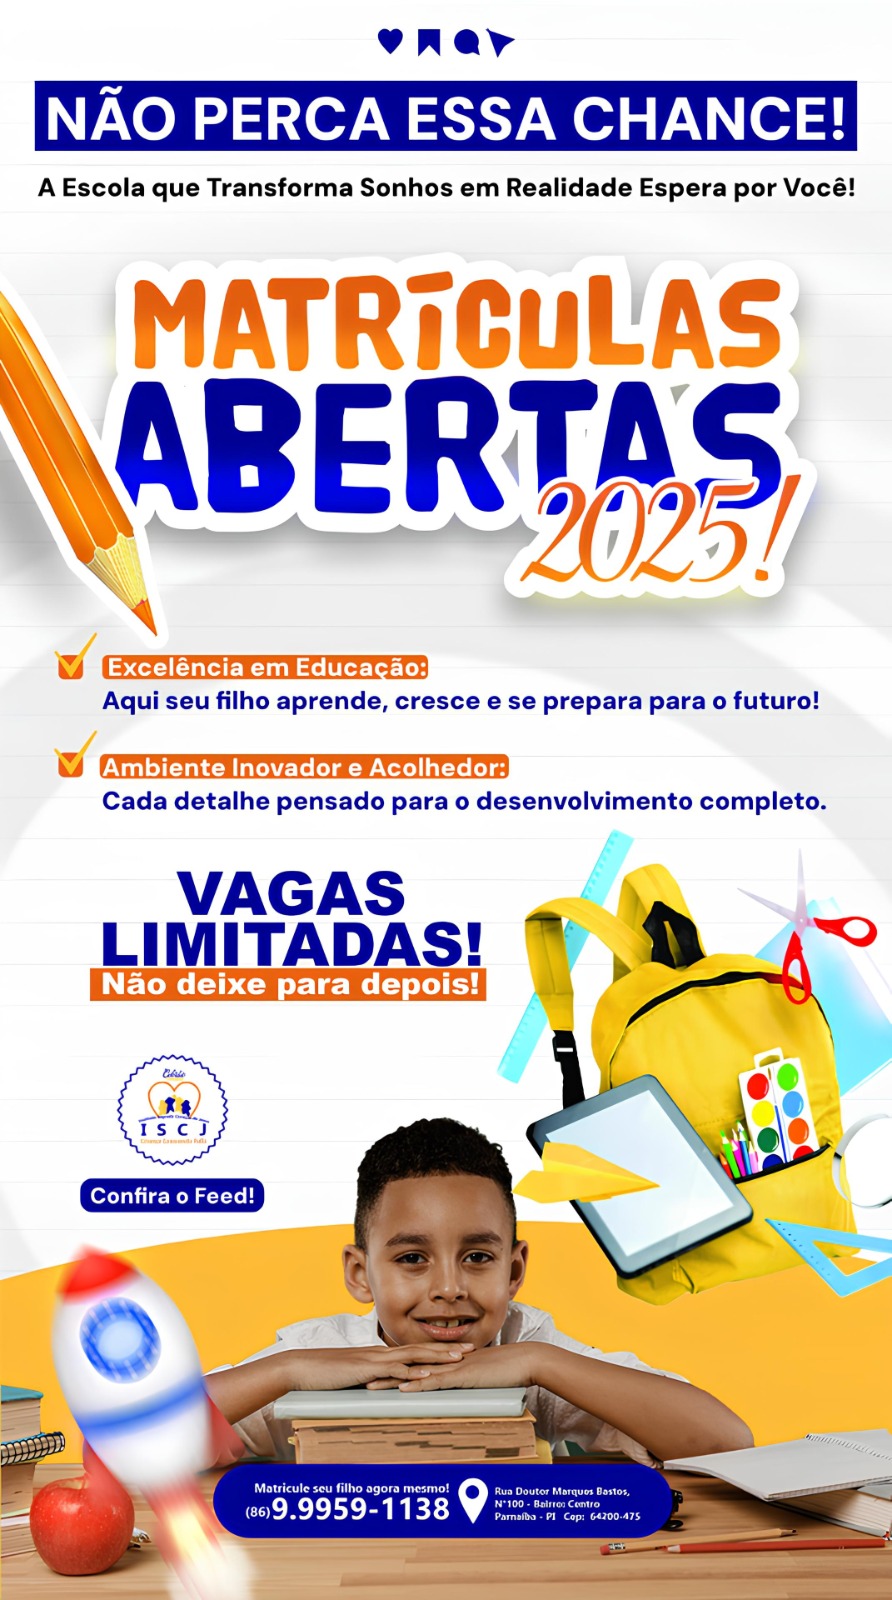 NÃO PERCA ESSA CHANCE!
A Escola que Transforma Sonhos em Realidade Espera por Você!
MATRÍCULAS
ABERTAS
2025!
Excelência em Educação:
Aqui seu filho aprende, cresce e se prepara para o futuro!
Ambiente Inovador e Acolhedor:
Cada detalhe pensado para o desenvolvimento completo.
VAGAS
LIMITADAS!
Não deixe para depois!
I S C J
Confira o Feed!
Matricule seu filho agora mesmo!
(86)9.9959-1138
Rua Doutor Marques Bastos,
N°100 - Bairro: Centro
Parnaíba - PI Cep: 64200-475